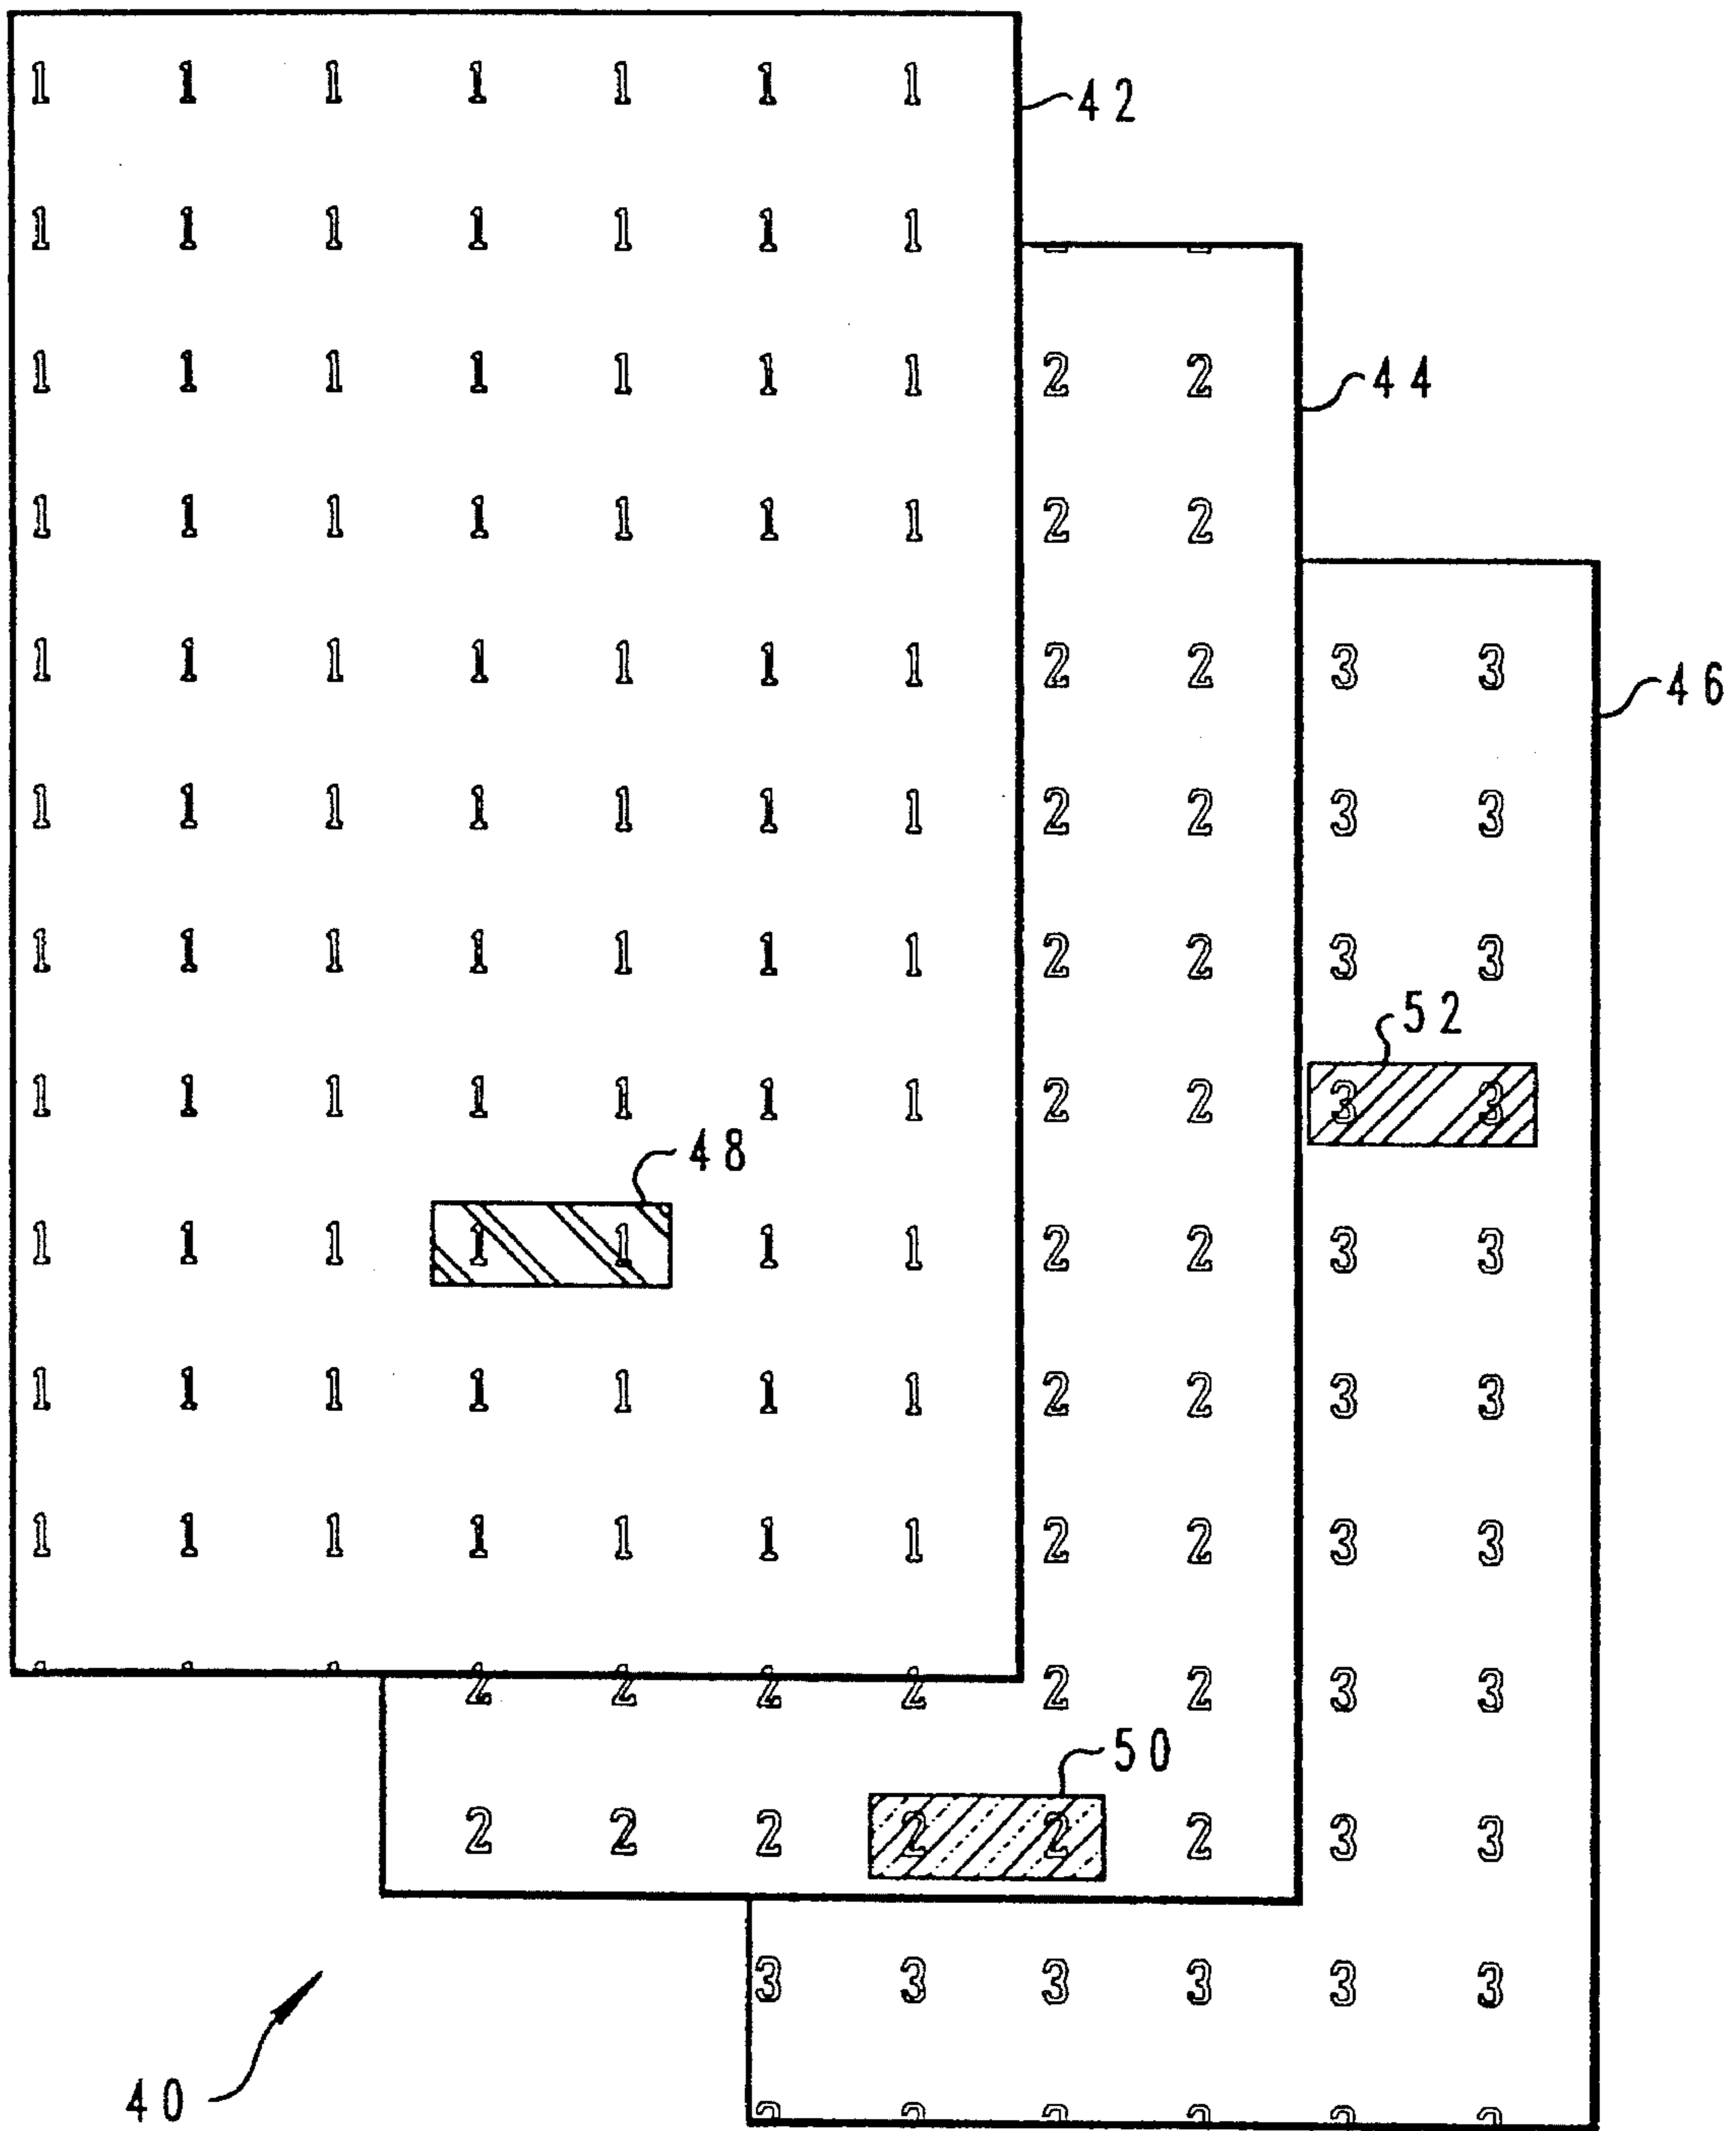 1 1 1 1 1 1 1 42
1 1 1 1 1 1 1
1 1 1 1 1 1 1 2 2 44
1 1 1 1 1 1 1 2 2
1 1 1 1 1 1 1 2 2 3 3 46
1 1 1 1 1 1 1 2 2 3 3
1 1 1 1 1 1 1 2 2 3 3
52
1 1 1 1 1 1 1 2 2 3 3
48
1 1 1 1 1 1 1 2 2 3 3
1 1 1 1 1 1 1 2 2 3 3
1 1 1 1 1 1 1 2 2 3 3
2 2 2 2 2 2 3 3
50
2 2 2 2 2 2 3 3
3 3 3 3 3 3
40